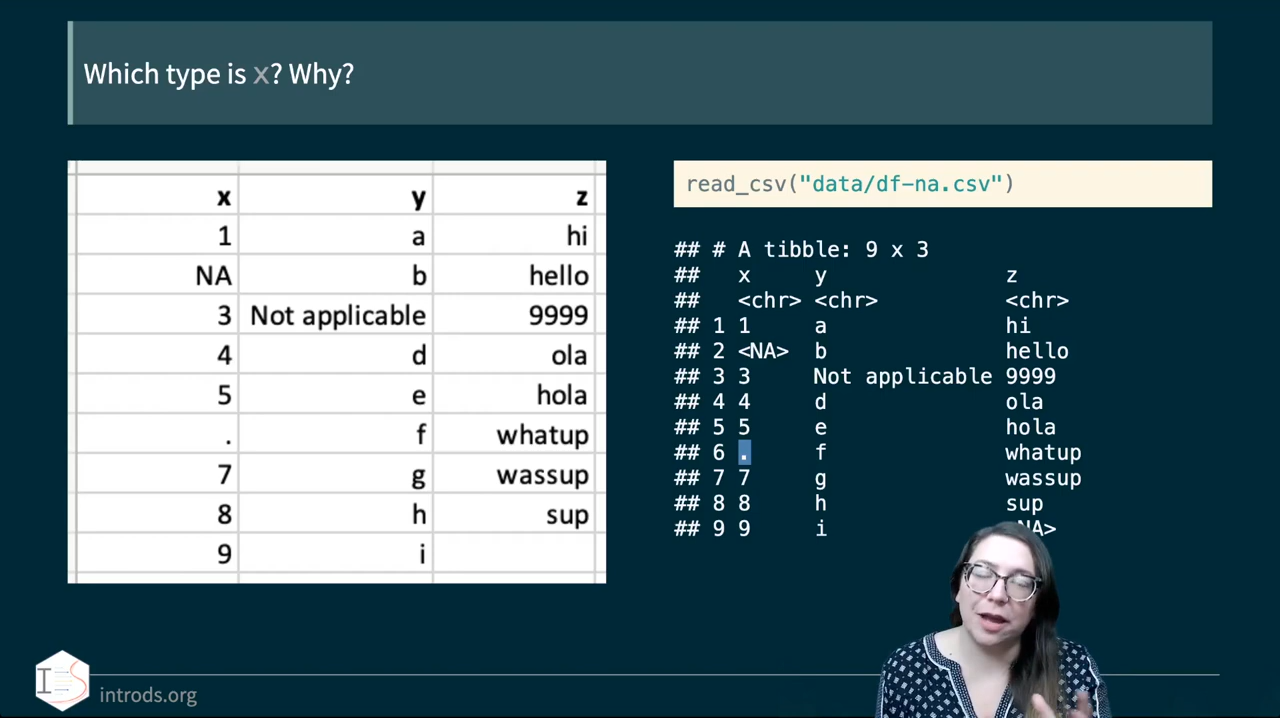 Which type is x? Why?
x y z
1 a hi
NA b hello
3 Not applicable 9999
4 d ola
5 e hola
. f whatup
7 g wassup
8 h sup
9 i
read_csv("data/df-na.csv")
## # A tibble: 9 x 3
## x y z
## <chr> <chr> <chr>
## 1 1 a hi
## 2 <NA> b hello
## 3 3 Not applicable 9999
## 4 4 d ola
## 5 5 e hola
## 6 . f whatup
## 7 7 g wassup
## 8 8 h sup
## 9 9 i NA>
I S
introds.org